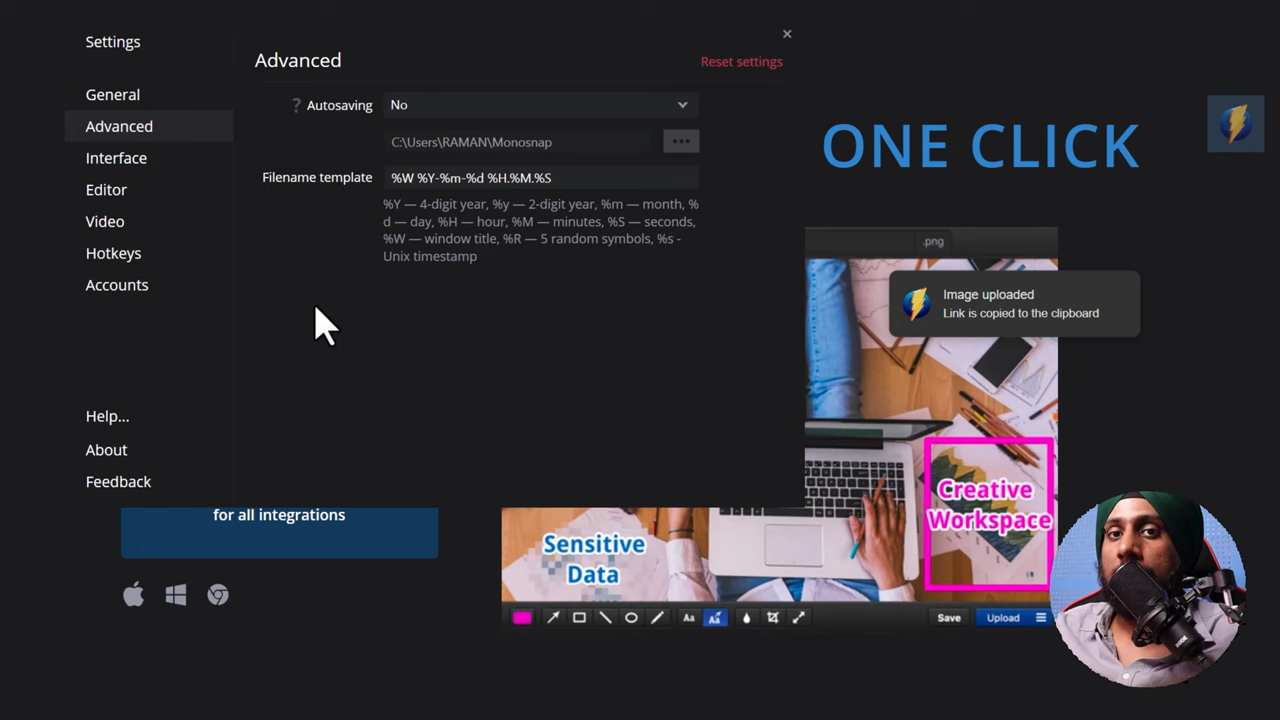 Settings
General
Advanced
Interface
Editor
Video
Hotkeys
Accounts
Help...
About
Feedback
Advanced
Reset settings
? Autosaving
No
C:\Users\RAMAN\Monosnap
Filename template
%W %Y-%m-%d %H.%M.%S
%Y — 4-digit year, %y — 2-digit year, %m — month, %
d — day, %H — hour, %M — minutes, %S — seconds,
%W — window title, %R — 5 random symbols, %s -
Unix timestamp
ONE CLICK
.png
Image uploaded
Link is copied to the clipboard
Creative
Workspace
for all integrations
Sensitive
Data
Aa
Aa
Save
Upload